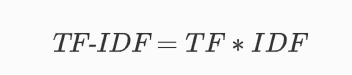 TF-IDF = TF * IDF